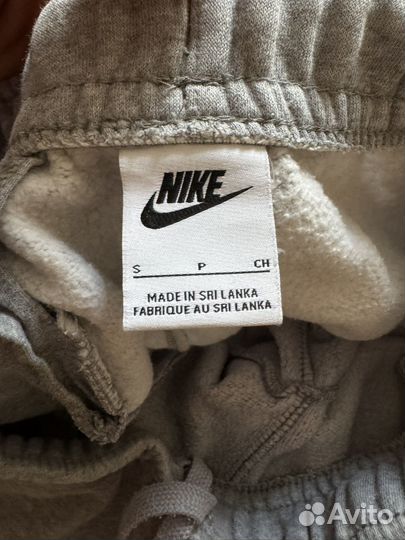 NIKE
S P CH
MADE IN SRI LANKA
FABRIQUE AU SRI LANKA
Avito